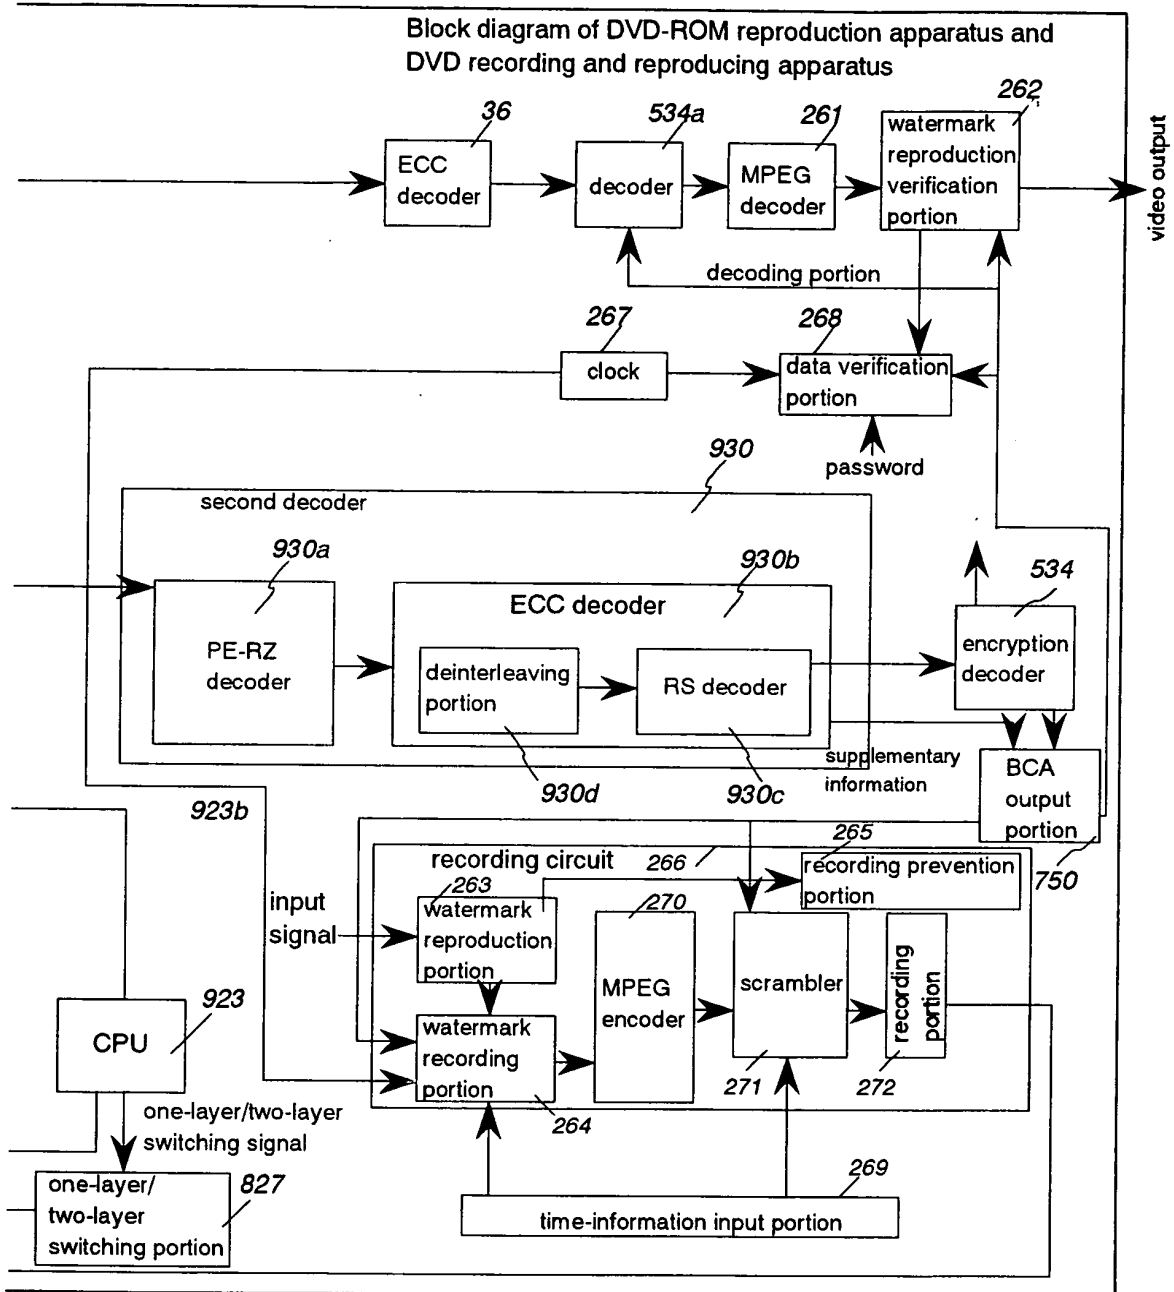 Block diagram of DVD-ROM reproduction apparatus and
DVD recording and reproducing apparatus
36
534a
261
262
ECC
decoder
decoder
MPEG
decoder
watermark
reproduction
verification
portion
video output
decoding portion
267
268
clock
data verification
portion
password
930
second decoder
930a
930b
534
PE-RZ
decoder
ECC decoder
deinterleaving
portion
RS decoder
encryption
decoder
930d
930c
supplementary
information
BCA
output
portion
750
923b
recording circuit
266
265
recording prevention
portion
input
signal
263
watermark
reproduction
portion
270
MPEG
encoder
scrambler
recording
portion
923
CPU
watermark
recording
portion
264
271
272
one-layer/two-layer
switching signal
269
827
one-layer/
two-layer
switching portion
time-information input portion